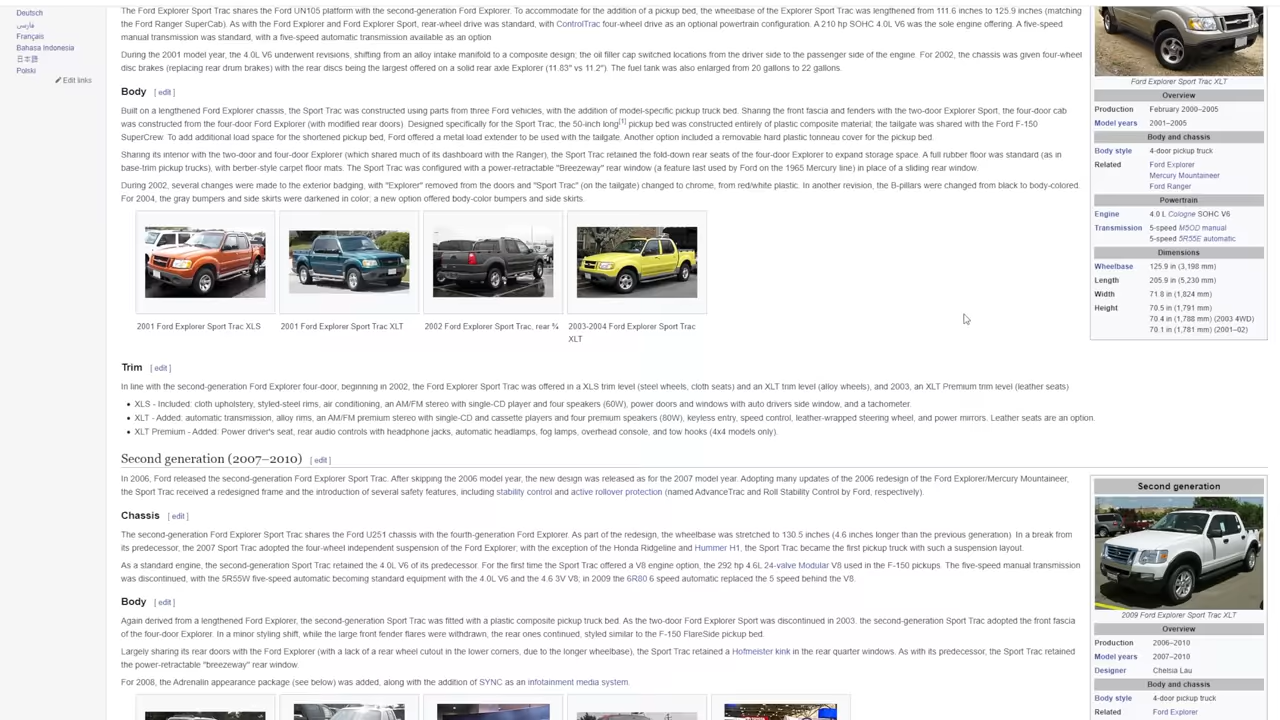 Deutsch
فارسی
Français
Bahasa Indonesia
日本語
Polski
Edit links
The Ford Explorer Sport Trac shares the Ford UN105 platform with the second-generation Ford Explorer. To accommodate for the addition of a pickup bed, the wheelbase of the Explorer Sport Trac was lengthened from 111.6 inches to 125.9 inches (matching
the Ford Ranger SuperCab). As with the Ford Explorer and Explorer Sport, rear-wheel drive was standard, with ControlTrac four-wheel drive as an optional powertrain configuration. A 210 hp SOHC 4.0L V6 was the sole engine offering. A five-speed
manual transmission was standard, with a five-speed automatic transmission available as an option
During the 2001 model year, the 4.0L V6 underwent revisions, shifting from an alloy intake manifold to a composite design; the oil filler cap switched locations from the driver side to the passenger side of the engine. For 2002, the chassis was given four-wheel
disc brakes (replacing rear drum brakes) with the rear discs being the largest offered on a solid rear axle Explorer (11.83" vs 11.2"). The fuel tank was also enlarged from 20 gallons to 22 gallons.
Body [ edit ]
Built on a lengthened Ford Explorer chassis, the Sport Trac was constructed using parts from three Ford vehicles, with the addition of model-specific pickup truck bed. Sharing the front fascia and fenders with the two-door Explorer Sport, the four-door cab
was constructed from the four-door Ford Explorer (with modified rear doors). Designed specifically for the Sport Trac, the 50-inch long[1] pickup bed was constructed entirely of plastic composite material; the tailgate was shared with the Ford F-150
SuperCrew. To add additional load space for the shortened pickup bed, Ford offered a metal load extender to be used with the tailgate. Another option included a removable hard plastic tonneau cover for the pickup bed.
Sharing its interior with the two-door and four-door Explorer (which shared much of its dashboard with the Ranger), the Sport Trac retained the fold-down rear seats of the four-door Explorer to expand storage space. A full rubber floor was standard (as in
base-trim pickup trucks), with berber-style carpet floor mats. The Sport Trac was configured with a power-retractable "Breezeway" rear window (a feature last used by Ford on the 1965 Mercury line) in place of a sliding rear window.
During 2002, several changes were made to the exterior badging, with "Explorer" removed from the doors and "Sport Trac" (on the tailgate) changed to chrome, from red/white plastic. In another revision, the B-pillars were changed from black to body-colored.
For 2004, the gray bumpers and side skirts were darkened in color; a new option offered body-color bumpers and side skirts.
2001 Ford Explorer Sport Trac XLS
2001 Ford Explorer Sport Trac XLT
2002 Ford Explorer Sport Trac, rear ¾
2003-2004 Ford Explorer Sport Trac
XLT
Trim [ edit ]
In line with the second-generation Ford Explorer four-door, beginning in 2002, the Ford Explorer Sport Trac was offered in a XLS trim level (steel wheels, cloth seats) and an XLT trim level (alloy wheels), and 2003, an XLT Premium trim level (leather seats)
• XLS - Included: cloth upholstery, styled-steel rims, air conditioning, an AM/FM stereo with single-CD player and four speakers (60W), power doors and windows with auto drivers side window, and a tachometer.
• XLT - Added: automatic transmission, alloy rims, an AM/FM premium stereo with single-CD and cassette players and four premium speakers (80W), keyless entry, speed control, leather-wrapped steering wheel, and power mirrors. Leather seats are an option.
• XLT Premium - Added: Power driver's seat, rear audio controls with headphone jacks, automatic headlamps, fog lamps, overhead console, and tow hooks (4x4 models only).
Second generation (2007–2010) [ edit ]
In 2006, Ford released the second-generation Ford Explorer Sport Trac. After skipping the 2006 model year, the new design was released as for the 2007 model year. Adopting many updates of the 2006 redesign of the Ford Explorer/Mercury Mountaineer,
the Sport Trac received a redesigned frame and the introduction of several safety features, including stability control and active rollover protection (named AdvanceTrac and Roll Stability Control by Ford, respectively).
Chassis [ edit ]
The second-generation Ford Explorer Sport Trac shares the Ford U251 chassis with the fourth-generation Ford Explorer. As part of the redesign, the wheelbase was stretched to 130.5 inches (4.6 inches longer than the previous generation). In a break from
its predecessor, the 2007 Sport Trac adopted the four-wheel independent suspension of the Ford Explorer; with the exception of the Honda Ridgeline and Hummer H1, the Sport Trac became the first pickup truck with such a suspension layout.
As a standard engine, the second-generation Sport Trac retained the 4.0L V6 of its predecessor. For the first time the Sport Trac offered a V8 engine option, the 292 hp 4.6L 24-valve Modular V8 used in the F-150 pickups. The five-speed manual transmission
was discontinued, with the 5R55W five-speed automatic becoming standard equipment with the 4.0L V6 and the 4.6 3V V8; in 2009 the 6R80 6 speed automatic replaced the 5 speed behind the V8.
Body [ edit ]
Again derived from a lengthened Ford Explorer, the second-generation Sport Trac was fitted with a plastic composite pickup truck bed. As the two-door Ford Explorer Sport was discontinued in 2003. the second-generation Sport Trac adopted the front fascia
of the four-door Explorer. In a minor styling shift, while the large front fender flares were withdrawn, the rear ones continued, styled similar to the F-150 FlareSide pickup bed.
Largely sharing its rear doors with the Ford Explorer (with a lack of a rear wheel cutout in the lower corners, due to the longer wheelbase), the Sport Trac retained a Hofmeister kink in the rear quarter windows. As with its predecessor, the Sport Trac retained
the power-retractable "breezeway" rear window.
For 2008, the Adrenalin appearance package (see below) was added, along with the addition of SYNC as an infotainment media system.
Ford Explorer Sport Trac XLT
Overview
Production February 2000–2005
Model years 2001–2005
Body and chassis
Body style 4-door pickup truck
Related Ford Explorer
Mercury Mountaineer
Ford Ranger
Powertrain
Engine 4.0 L Cologne SOHC V6
Transmission 5-speed M5OD manual
5-speed 5R55E automatic
Dimensions
Wheelbase 125.9 in (3,198 mm)
Length 205.9 in (5,230 mm)
Width 71.8 in (1,824 mm)
Height 70.5 in (1,791 mm)
70.4 in (1,788 mm) (2003 4WD)
70.1 in (1,781 mm) (2001–02)
Second generation
2009 Ford Explorer Sport Trac XLT
Overview
Production 2006–2010
Model years 2007–2010
Designer Chelsia Lau
Body and chassis
Body style 4-door pickup truck
Related Ford Explorer